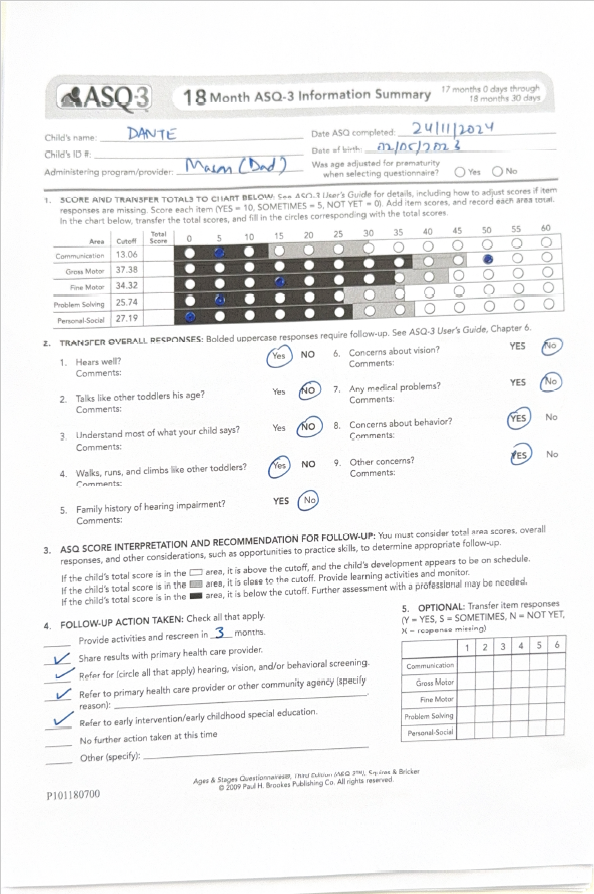 ASQ-3
18 Month ASQ-3 Information Summary
17 months 0 days through
18 months 30 days
Child's name: DANTE
Date ASQ completed: 24/11/2024
Child's ID #:
Date of birth: 02/05/2023
Administering program/provider: (Dad)
Was age adjusted for prematurity
when selecting questionnaire? Yes No
1. SCORE AND TRANSFER TOTALS TO CHART BELOW: See ASQ-3 User's Guide for details, including how to adjust scores if item
responses are missing. Score each item (YES = 10, SOMETIMES = 5, NOT YET = 0). Add item scores, and record each area total.
In the chart below, transfer the total scores, and fill in the circles corresponding with the total scores.
Area Cutoff Total Score 0 5 10 15 20 25 30 35 40 45 50 55 60
Communication 13.06
Gross Motor 37.38
Fine Motor 34.32
Problem Solving 25.74
Personal-Social 27.19
2. TRANSFER OVERALL RESPONSES: Bolded uppercase responses require follow-up. See ASQ-3 User's Guide, Chapter 6.
1. Hears well? Yes NO
Comments:
2. Talks like other toddlers his age? Yes NO
Comments:
3. Understand most of what your child says? Yes NO
Comments:
4. Walks, runs, and climbs like other toddlers? Yes NO
Comments:
5. Family history of hearing impairment? YES No
Comments:
6. Concerns about vision? YES No
Comments:
7. Any medical problems? YES No
Comments:
8. Concerns about behavior? YES No
Comments:
9. Other concerns? YES No
Comments:
3. ASQ SCORE INTERPRETATION AND RECOMMENDATION FOR FOLLOW-UP: You must consider total area scores, overall
responses, and other considerations, such as opportunities to practice skills, to determine appropriate follow-up.
If the child's total score is in the area, it is above the cutoff, and the child's development appears to be on schedule.
If the child's total score is in the area, it is close to the cutoff. Provide learning activities and monitor.
If the child's total score is in the area, it is below the cutoff. Further assessment with a professional may be needed.
4. FOLLOW-UP ACTION TAKEN: Check all that apply.
Provide activities and rescreen in 3 months.
✓ Share results with primary health care provider.
✓ Refer for (circle all that apply) hearing, vision, and/or behavioral screening.
✓ Refer to primary health care provider or other community agency (specify
reason):
✓ Refer to early intervention/early childhood special education.
No further action taken at this time
Other (specify):
5. OPTIONAL: Transfer item responses
(Y = YES, S = SOMETIMES, N = NOT YET,
X = response missing)
1 2 3 4 5 6
Communication
Gross Motor
Fine Motor
Problem Solving
Personal-Social
P101180700
Ages & Stages Questionnaires®, Third Edition (ASQ-3™), Squires & Bricker
© 2009 Paul H. Brookes Publishing Co. All rights reserved.